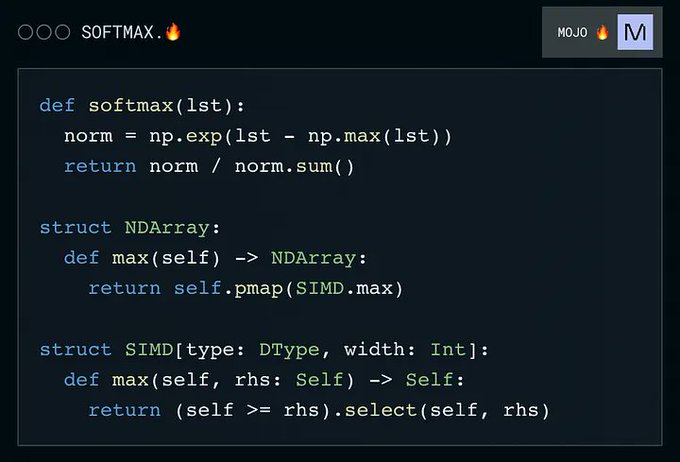 ○○○ SOFTMAX.🔥
MOJO 🔥 M
def softmax(lst):
  norm = np.exp(lst - np.max(lst))
  return norm / norm.sum()

struct NDArray:
  def max(self) -> NDArray:
    return self.pmap(SIMD.max)

struct SIMD[type: DType, width: Int]:
  def max(self, rhs: Self) -> Self:
    return (self >= rhs).select(self, rhs)